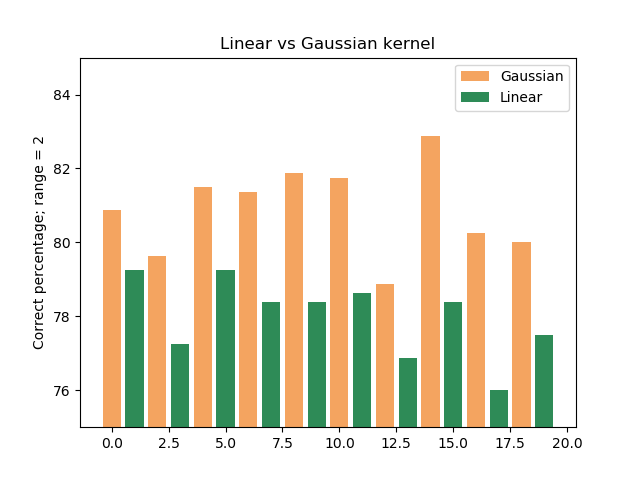 Linear vs Gaussian kernel
Gaussian
Linear
Correct percentage; range = 2
84
82
80
78
76
0.0 2.5 5.0 7.5 10.0 12.5 15.0 17.5 20.0